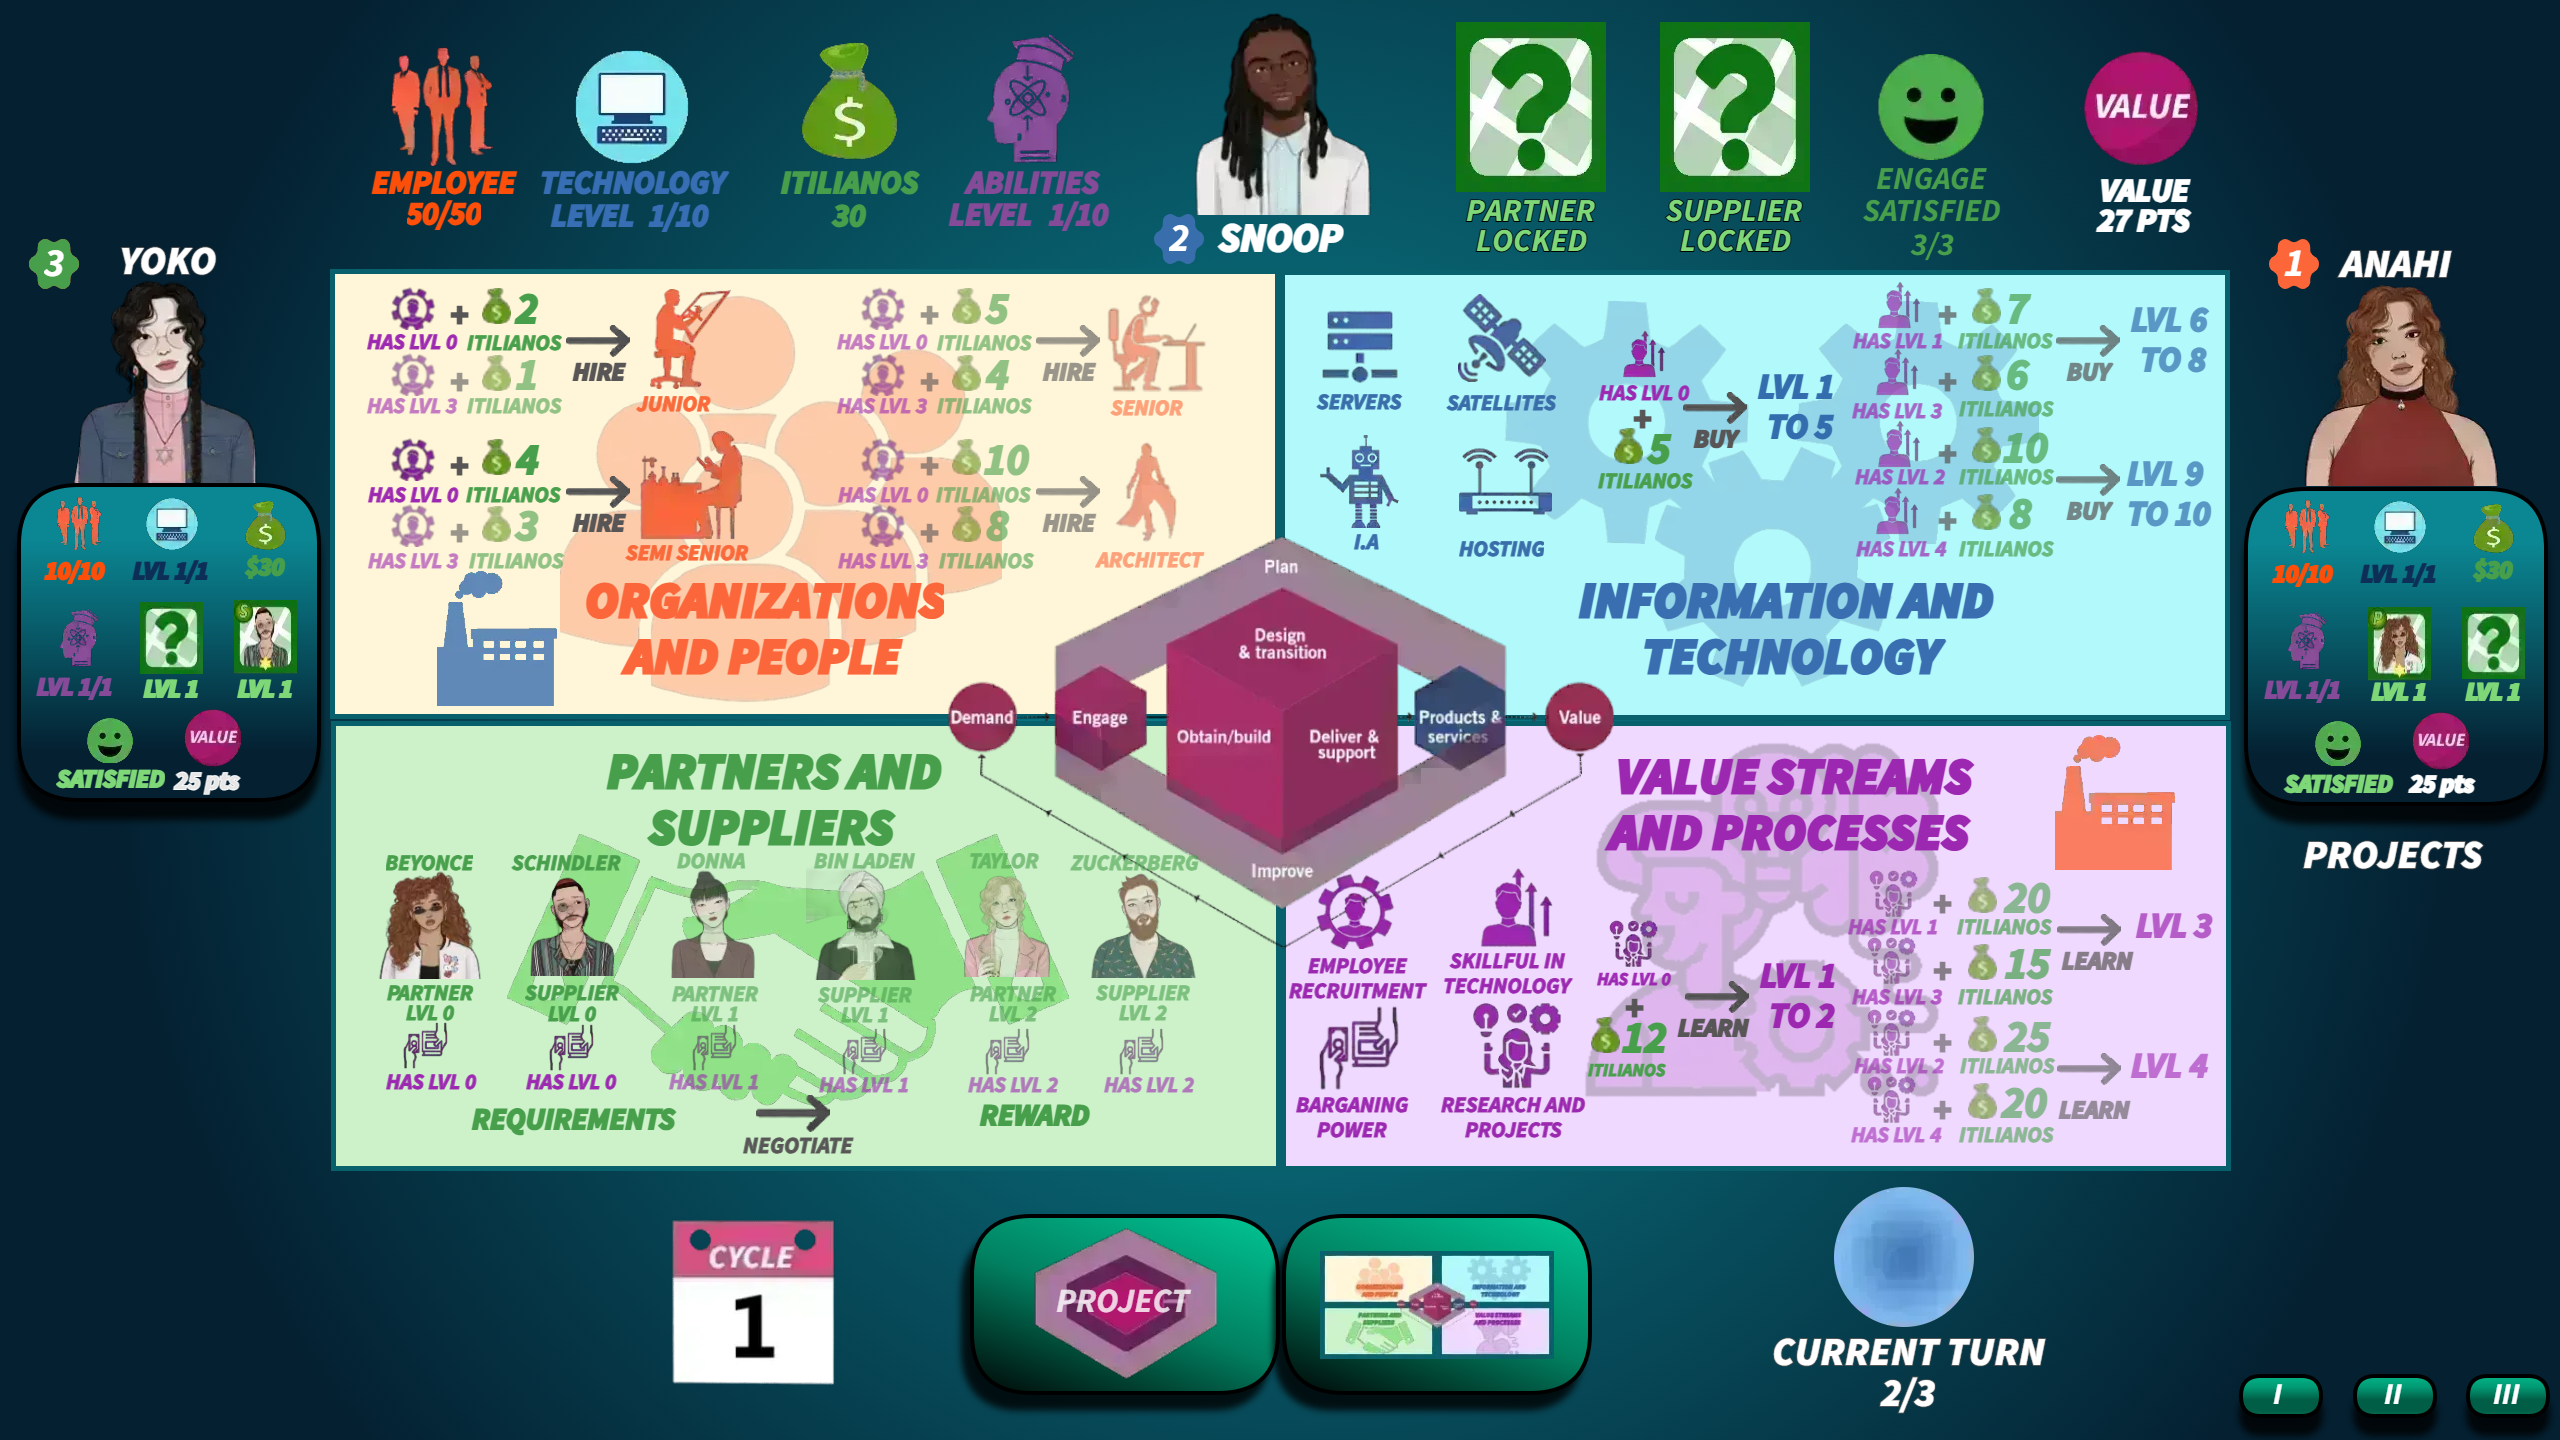 EMPLOYEE
50/50
TECHNOLOGY
LEVEL 1/10
ITILIANOS
30
ABILITIES
LEVEL 1/10
2 SNOOP
PARTNER
LOCKED
SUPPLIER
LOCKED
ENGAGE
SATISFIED
3/3
VALUE
VALUE
27 PTS
3 YOKO
10/10 LVL 1/1 $30
LVL 1/1 LVL 1 LVL 1
SATISFIED
VALUE
25 pts
1 ANAHI
10/10 LVL 1/1 $30
LVL 1/1 LVL 1 LVL 1
SATISFIED
VALUE
25 pts
PROJECTS
HAS LVL 0 + 2 ITILIANOS
HAS LVL 3 + 1 ITILIANOS
HIRE
JUNIOR
HAS LVL 0 + 5 ITILIANOS
HAS LVL 3 + 4 ITILIANOS
HIRE
SENIOR
HAS LVL 0 + 4 ITILIANOS
HAS LVL 3 + 3 ITILIANOS
HIRE
SEMI SENIOR
HAS LVL 0 + 10 ITILIANOS
HAS LVL 3 + 8 ITILIANOS
HIRE
ARCHITECT
ORGANIZATIONS
AND PEOPLE
SERVERS
SATELLITES
I.A
HOSTING
HAS LVL 0
+
5
ITILIANOS
BUY
LVL 1
TO 5
HAS LVL 1 + 7 ITILIANOS
HAS LVL 3 + 6 ITILIANOS
BUY
LVL 6
TO 8
HAS LVL 2 + 10 ITILIANOS
HAS LVL 4 + 8 ITILIANOS
BUY
LVL 9
TO 10
INFORMATION AND
TECHNOLOGY
Plan
Design
& transition
Demand
Engage
Obtain/build
Deliver &
support
Products &
services
Value
Improve
PARTNERS AND
SUPPLIERS
BEYONCE
SCHINDLER
DONNA
BIN LADEN
TAYLOR
ZUCKERBERG
PARTNER
LVL 0
SUPPLIER
LVL 0
PARTNER
LVL 1
SUPPLIER
LVL 1
PARTNER
LVL 2
SUPPLIER
LVL 2
HAS LVL 0
HAS LVL 0
HAS LVL 1
HAS LVL 1
HAS LVL 2
HAS LVL 2
REQUIREMENTS
NEGOTIATE
REWARD
VALUE STREAMS
AND PROCESSES
EMPLOYEE
RECRUITMENT
SKILLFUL IN
TECHNOLOGY
BARGANING
POWER
RESEARCH AND
PROJECTS
HAS LVL 0
+
12
ITILIANOS
LEARN
LVL 1
TO 2
HAS LVL 1 + 20 ITILIANOS
HAS LVL 3 + 15 ITILIANOS
LEARN
LVL 3
HAS LVL 2 + 25 ITILIANOS
HAS LVL 4 + 20 ITILIANOS
LEARN
LVL 4
CYCLE
1
PROJECT
ORGANIZATIONS
AND PEOPLE
INFORMATION AND
TECHNOLOGY
PARTNERS AND
SUPPLIERS
VALUE STREAMS
AND PROCESSES
CURRENT TURN
2/3
I
II
III